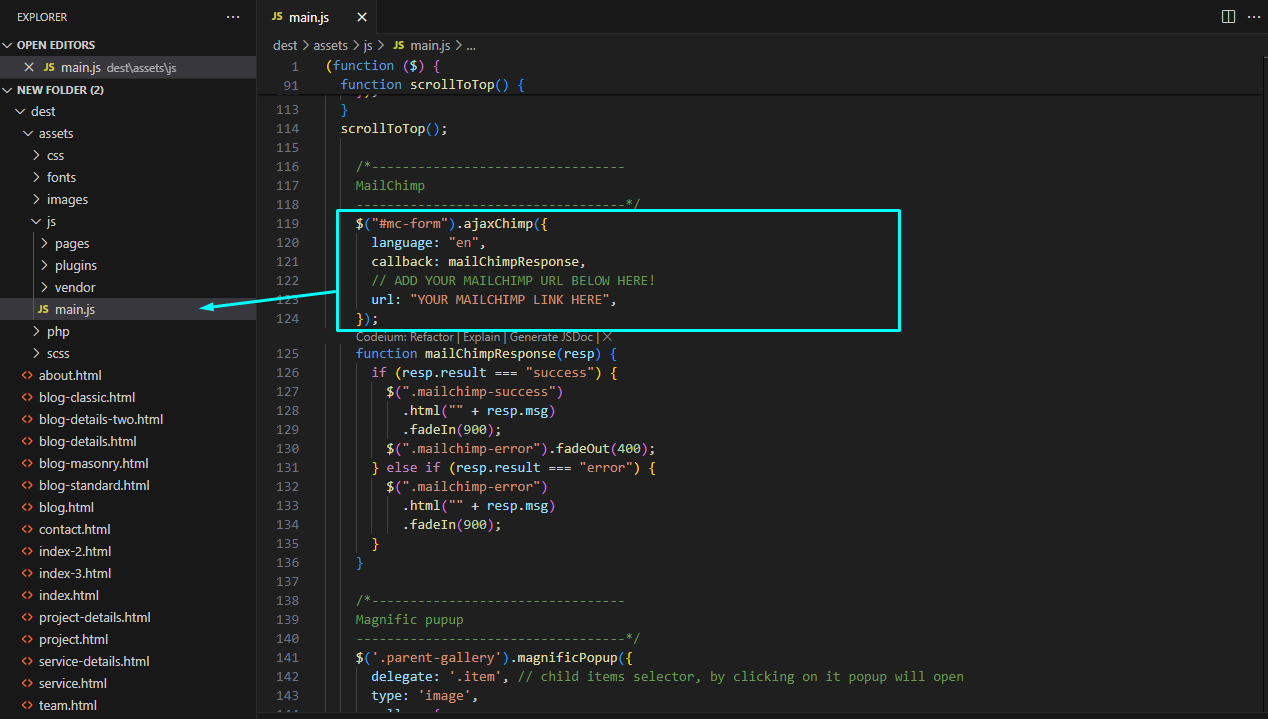 EXPLORER
OPEN EDITORS
JS main.js dest\assets\js
NEW FOLDER (2)
dest
assets
css
fonts
images
js
pages
plugins
vendor
JS main.js
php
scss
about.html
blog-classic.html
blog-details-two.html
blog-details.html
blog-masonry.html
blog-standard.html
blog.html
contact.html
index-2.html
index-3.html
index.html
project-details.html
project.html
service-details.html
service.html
team.html
JS main.js
dest > assets > js > JS main.js > ...
1 (function ($) {
91 function scrollToTop() {
113 }
114 scrollToTop();
115
116 /*---------------------------------
117 MailChimp
118 -----------------------------------*/
119 $("#mc-form").ajaxChimp({
120 language: "en",
121 callback: mailChimpResponse,
122 // ADD YOUR MAILCHIMP URL BELOW HERE!
123 url: "YOUR MAILCHIMP LINK HERE",
124 });
Codeium: Refactor | Explain | Generate JSDoc | X
125 function mailChimpResponse(resp) {
126 if (resp.result === "success") {
127 $(".mailchimp-success")
128 .html("" + resp.msg)
129 .fadeIn(900);
130 $(".mailchimp-error").fadeOut(400);
131 } else if (resp.result === "error") {
132 $(".mailchimp-error")
133 .html("" + resp.msg)
134 .fadeIn(900);
135 }
136 }
137
138 /*---------------------------------
139 Magnific pupup
140 -----------------------------------*/
141 $('.parent-gallery').magnificPopup({
142 delegate: '.item', // child items selector, by clicking on it popup will open
143 type: 'image',